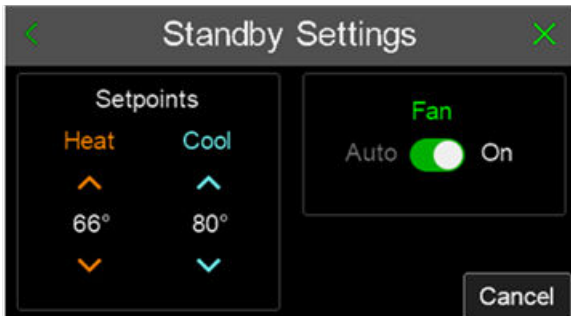 Standby Settings
Setpoints
Heat Cool
66° 80°
Fan
Auto On
Cancel